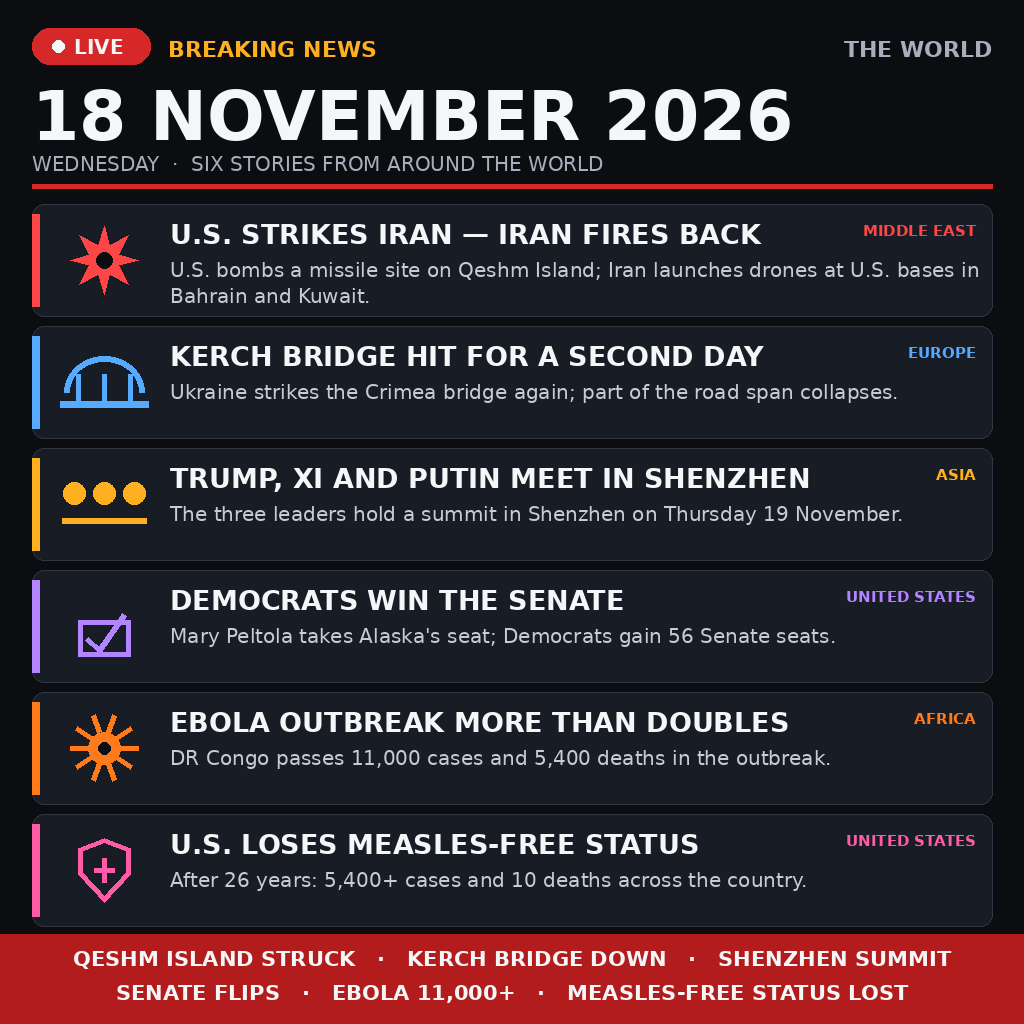 LIVE
BREAKING NEWS
THE WORLD
18 NOVEMBER 2026
WEDNESDAY · SIX STORIES FROM AROUND THE WORLD
U.S. STRIKES IRAN — IRAN FIRES BACK
MIDDLE EAST
U.S. bombs a missile site on Qeshm Island; Iran launches drones at U.S. bases in
Bahrain and Kuwait.
KERCH BRIDGE HIT FOR A SECOND DAY
EUROPE
Ukraine strikes the Crimea bridge again; part of the road span collapses.
TRUMP, XI AND PUTIN MEET IN SHENZHEN
ASIA
The three leaders hold a summit in Shenzhen on Thursday 19 November.
DEMOCRATS WIN THE SENATE
UNITED STATES
Mary Peltola takes Alaska's seat; Democrats gain 56 Senate seats.
EBOLA OUTBREAK MORE THAN DOUBLES
AFRICA
DR Congo passes 11,000 cases and 5,400 deaths in the outbreak.
U.S. LOSES MEASLES-FREE STATUS
UNITED STATES
After 26 years: 5,400+ cases and 10 deaths across the country.
QESHM ISLAND STRUCK · KERCH BRIDGE DOWN · SHENZHEN SUMMIT
SENATE FLIPS · EBOLA 11,000+ · MEASLES-FREE STATUS LOST